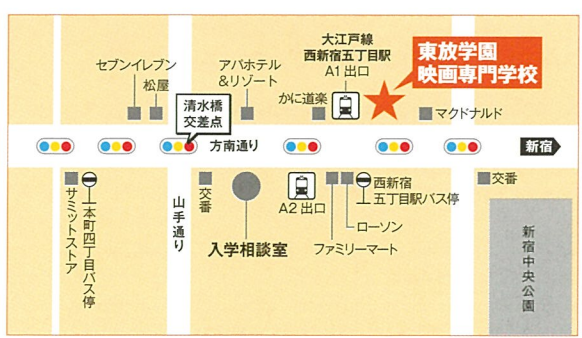 大江戸線
西新宿五丁目駅
A1 出口
東放学園
映画専門学校
セブンイレブン
松屋
アパホテル
&リゾート
かに道楽
マクドナルド
清水橋
交差点
方南通り
新宿
サミットストア
本町四丁目バス停
山手通り
交番
入学相談室
A2 出口
ファミリーマート
ローソン
西新宿
五丁目駅バス停
交番
新宿中央公園